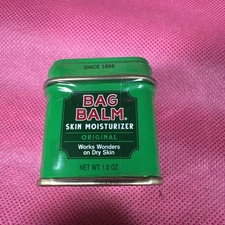 SINCE 1899
BAG
BALM®
SKIN MOISTURIZER
ORIGINAL
Works Wonders
on Dry Skin
NET WT. 1.0 OZ